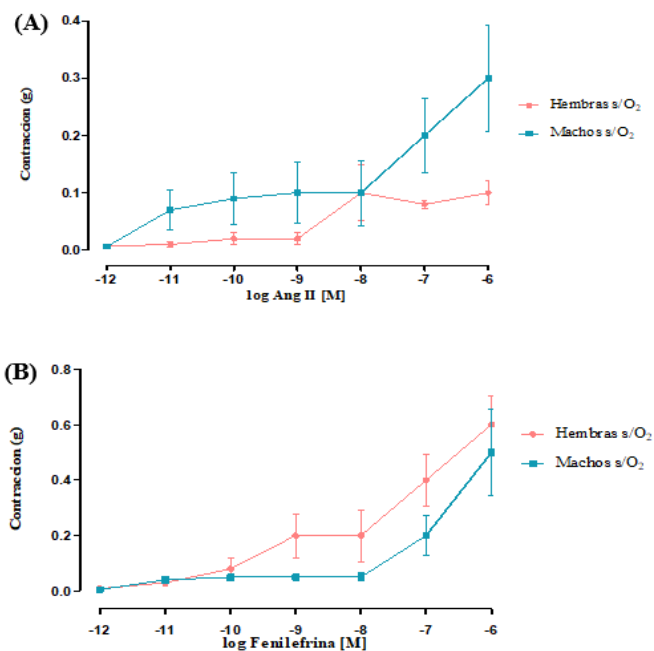 (A)
0.4
0.3
0.2
0.1
0.0
Contraccion (g)
-12 -11 -10 -9 -8 -7 -6
log Ang II [M]
Hembras s/O₂
Machos s/O₂
(B)
0.8
0.6
0.4
0.2
0.0
Contraccion (g)
-12 -11 -10 -9 -8 -7 -6
log Fenilefrina [M]
Hembras s/O₂
Machos s/O₂